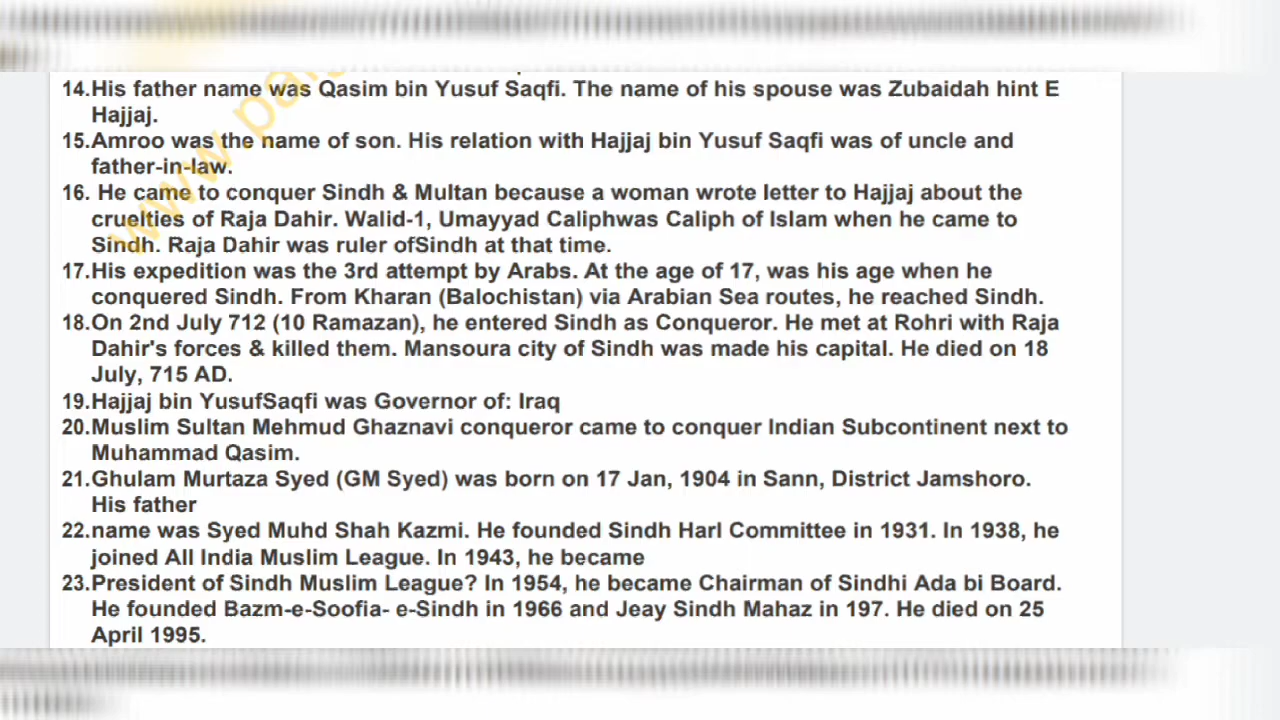 www.pa
14.His father name was Qasim bin Yusuf Saqfi. The name of his spouse was Zubaidah hint E
Hajjaj.
15.Amroo was the name of son. His relation with Hajjaj bin Yusuf Saqfi was of uncle and
father-in-law.
16. He came to conquer Sindh & Multan because a woman wrote letter to Hajjaj about the
cruelties of Raja Dahir. Walid-1, Umayyad Caliphwas Caliph of Islam when he came to
Sindh. Raja Dahir was ruler ofSindh at that time.
17.His expedition was the 3rd attempt by Arabs. At the age of 17, was his age when he
conquered Sindh. From Kharan (Balochistan) via Arabian Sea routes, he reached Sindh.
18.On 2nd July 712 (10 Ramazan), he entered Sindh as Conqueror. He met at Rohri with Raja
Dahir's forces & killed them. Mansoura city of Sindh was made his capital. He died on 18
July, 715 AD.
19.Hajjaj bin YusufSaqfi was Governor of: Iraq
20.Muslim Sultan Mehmud Ghaznavi conqueror came to conquer Indian Subcontinent next to
Muhammad Qasim.
21.Ghulam Murtaza Syed (GM Syed) was born on 17 Jan, 1904 in Sann, District Jamshoro.
His father
22.name was Syed Muhd Shah Kazmi. He founded Sindh Harl Committee in 1931. In 1938, he
joined All India Muslim League. In 1943, he became
23.President of Sindh Muslim League? In 1954, he became Chairman of Sindhi Ada bi Board.
He founded Bazm-e-Soofia- e-Sindh in 1966 and Jeay Sindh Mahaz in 197. He died on 25
April 1995.